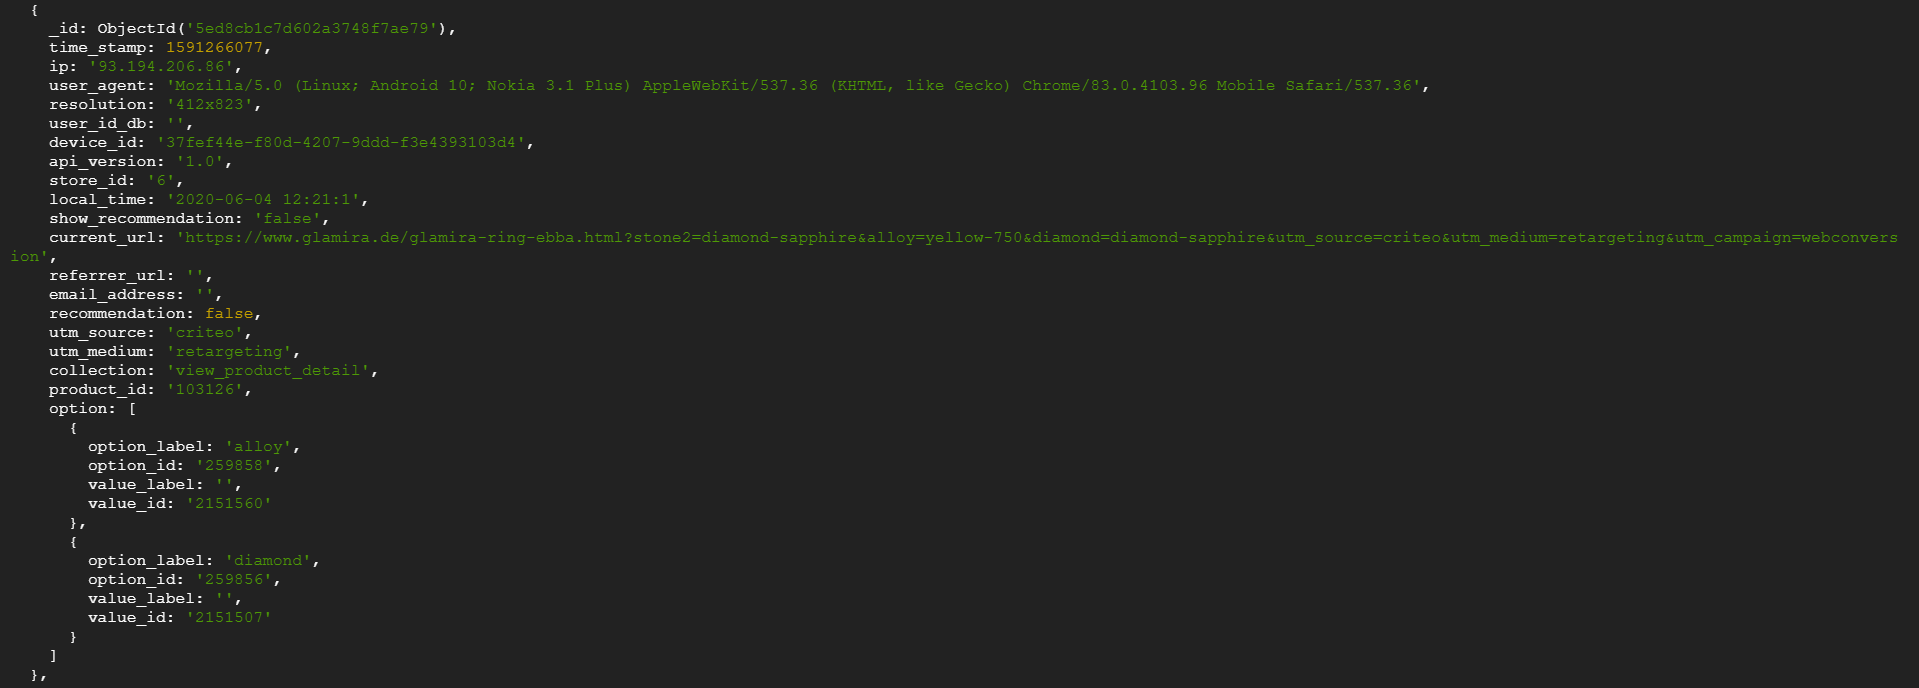 {
_id: ObjectId('5ed8cb1c7d602a3748f7ae79'),
time_stamp: 1591266077,
ip: '93.194.206.86',
user_agent: 'Mozilla/5.0 (Linux; Android 10; Nokia 3.1 Plus) AppleWebKit/537.36 (KHTML, like Gecko) Chrome/83.0.4103.96 Mobile Safari/537.36',
resolution: '412x823',
user_id_db: '',
device_id: '37fef44e-f80d-4207-9ddd-f3e4393103d4',
api_version: '1.0',
store_id: '6',
local_time: '2020-06-04 12:21:1',
show_recommendation: 'false',
current_url: 'https://www.glamira.de/glamira-ring-ebba.html?stone2=diamond-sapphire&alloy=yellow-750&diamond=diamond-sapphire&utm_source=criteo&utm_medium=retargeting&utm_campaign=webconvers
ion',
referrer_url: '',
email_address: '',
recommendation: false,
utm_source: 'criteo',
utm_medium: 'retargeting',
collection: 'view_product_detail',
product_id: '103126',
option: [
{
option_label: 'alloy',
option_id: '259858',
value_label: '',
value_id: '2151560'
},
{
option_label: 'diamond',
option_id: '259856',
value_label: '',
value_id: '2151507'
}
]
},